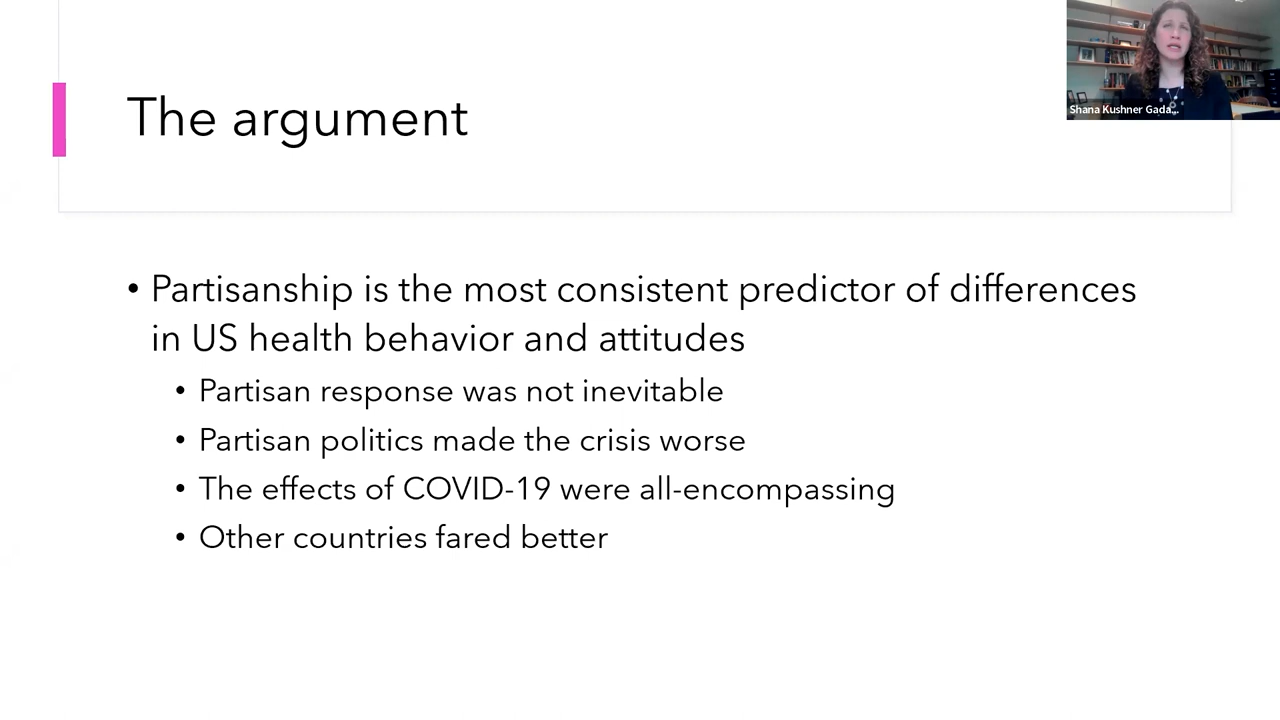 The argument
Shana Kushner Gada...
• Partisanship is the most consistent predictor of differences
in US health behavior and attitudes
• Partisan response was not inevitable
• Partisan politics made the crisis worse
• The effects of COVID-19 were all-encompassing
• Other countries fared better